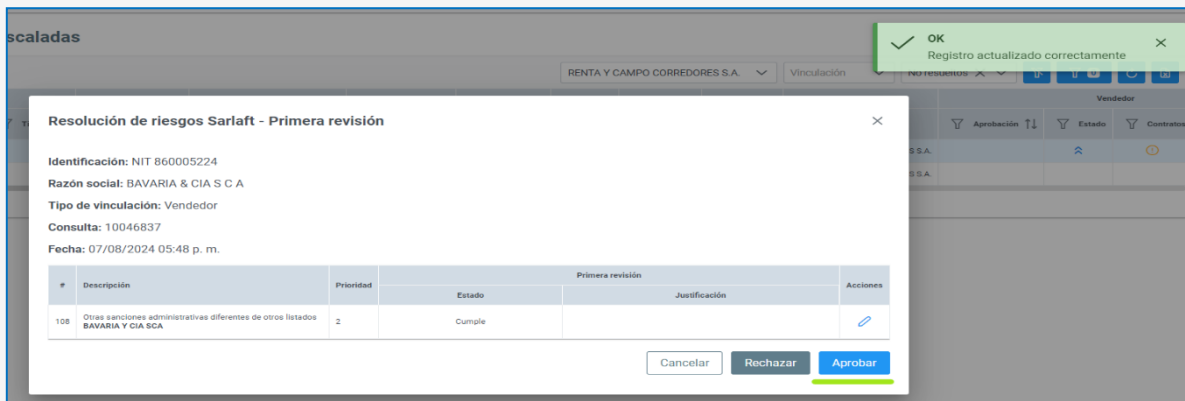 scaladas
OK
Registro actualizado correctamente
RENTA Y CAMPO CORREDORES S.A.
Vinculación
No resueltos
Vendedor
Aprobación
Estado
Contratos
S S.A.
S S.A.
Resolución de riesgos Sarlaft - Primera revisión
Identificación: NIT 860005224
Razón social: BAVARIA & CIA S C A
Tipo de vinculación: Vendedor
Consulta: 10046837
Fecha: 07/08/2024 05:48 p. m.
# Descripción Prioridad Primera revisión Acciones
Estado Justificación
108 Otras sanciones administrativas diferentes de otros listados 2 Cumple
BAVARIA Y CIA SCA
Cancelar Rechazar Aprobar